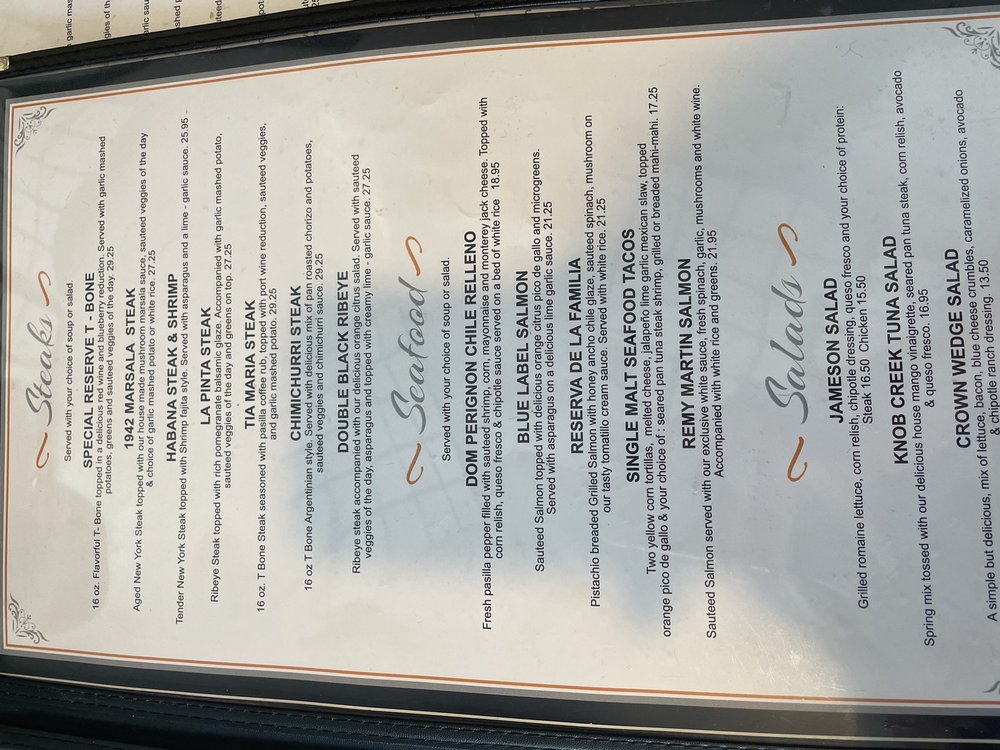 Steaks
Served with your choice of soup or salad.
SPECIAL RESERVE T - BONE
16 oz. Flavorful T- Bone topped in a delicious red wine and blueberry reduction. Served with garlic mashed
potatoes, greens and sauteed veggies of the day. 29.25
1942 MARSALA STEAK
Aged New York Steak topped with our house made mushroom marsala sauce, sauteed veggies of the day
& choice of garlic mashed potato or white rice. 27.25
HABANA STEAK & SHRIMP
Tender New York Steak topped with Shrimp fajita style. Served with asparagus and a lime - garlic sauce. 25.95 -
LA PINTA STEAK
Ribeye Steak topped with rich pomegranate balsamic glaze. Accompanied with garlic mashed potato,
sauteed veggies of the day and greens on top. 27.25
TIA MARIA STEAK
16 oz. T Bone Steak seasoned with pasilla coffee rub, topped with port wine reduction, sauteed veggies,
and garlic mashed potato. 29.25
CHIMICHURRI STEAK
16 oz T Bone Argentinian style. Served with delicious mix of pan roasted chorizo and potatoes,
sauteed veggies and chimichurri sauce. 29.25
DOUBLE BLACK RIBEYE
Ribeye steak accompanied with our delicious orange citrus salad. Served with sauteed
veggies of the day, asparagus and topped with creamy lime - garlic sauce. 27.25
Seafood
Served with your choice of soup or salad.
DOM PERIGNON CHILE RELLENO
Fresh pasilla pepper filled with sauteed shrimp, corn, mayonnaise and monterey jack cheese. Topped with
corn relish, queso fresco & chipotle sauce served on a bed of white rice 18.95
BLUE LABEL SALMON
Sauteed Salmon topped with delicious orange citrus pico de gallo and microgreens.
Served with asparagus on a delicious lime garlic sauce. 21.25
RESERVA DE LA FAMILIA
Pistachio breaded Grilled Salmon with honey ancho chile glaze, sauteed spinach, mushroom on
our tasty tomatillo cream sauce. Served with white rice. 21.25
SINGLE MALT SEAFOOD TACOS
Two yellow corn tortillas, melted cheese, jalapeño lime garlic mexican slaw, topped
orange pico de gallo & your choice of : seared pan tuna steak shrimp, grilled or breaded mahi-mahi. 17.25
REMY MARTIN SALMON
Sauteed Salmon served with our exclusive white sauce, fresh spinach, garlic, mushrooms and white wine.
Accompanied with white rice and greens. 21.95
Salads
JAMESON SALAD
Grilled romaine lettuce, corn relish, chipotle dressing, queso fresco and your choice of protein:
Steak 16.50 Chicken 15.50
KNOB CREEK TUNA SALAD
Spring mix tossed with our delicious house mango vinaigrette, seared pan tuna steak, corn relish, avocado
& queso fresco. 16.95
CROWN WEDGE SALAD
A simple but delicious, mix of lettuce, bacon, blue cheese crumbles, caramelized onions, avocado
& chipotle ranch dressing. 13.50